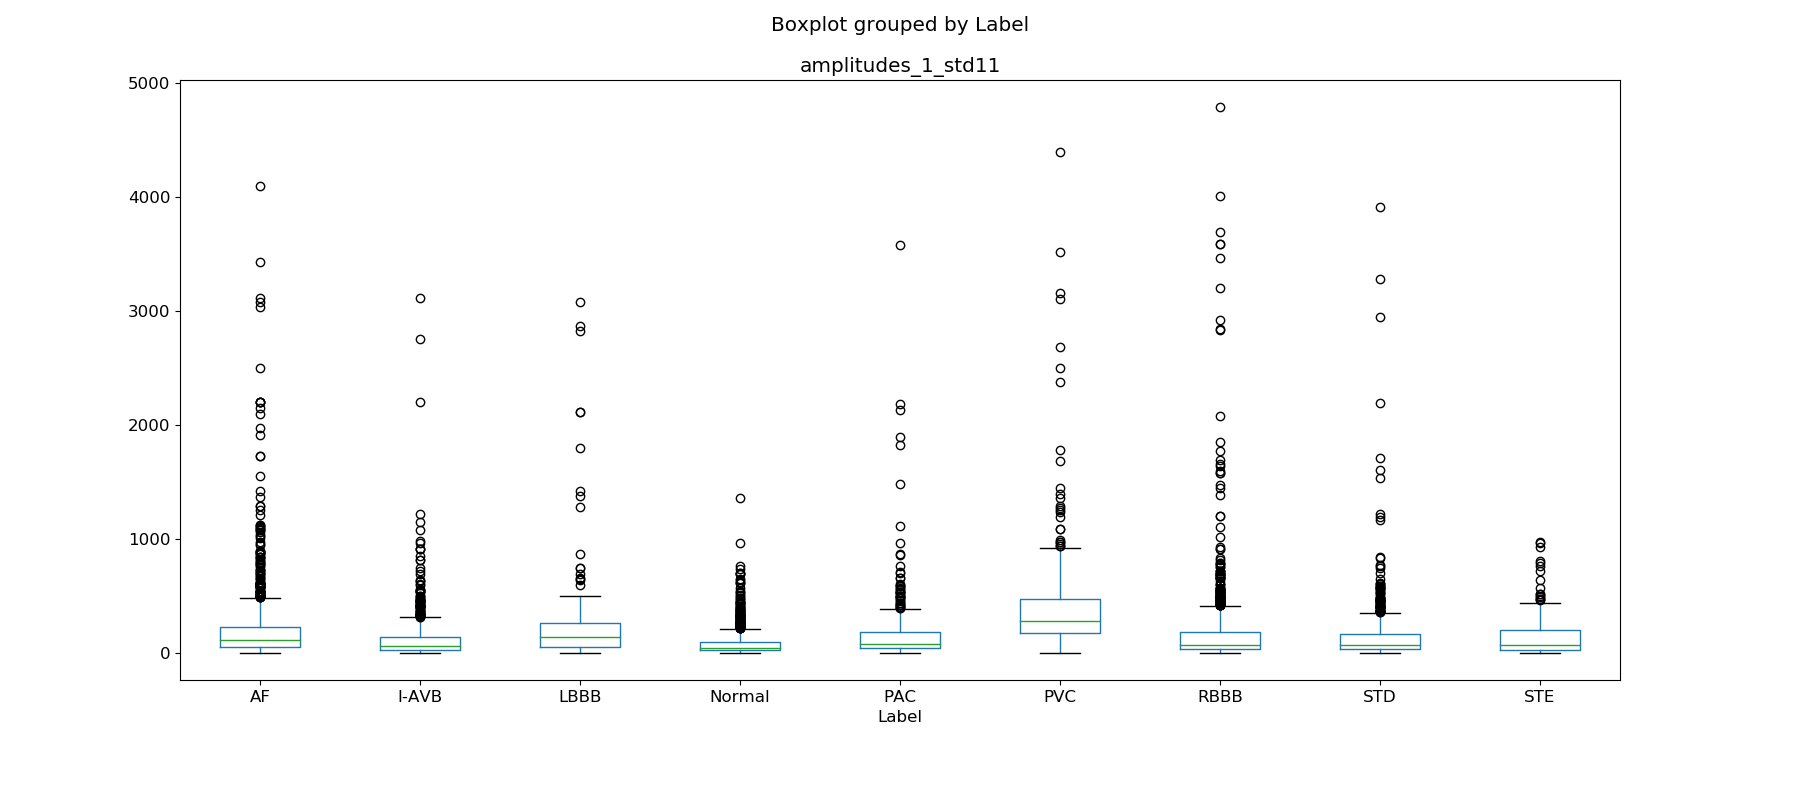 Boxplot grouped by Label
amplitudes_1_std11
5000
4000
3000
2000
1000
0
AF I-AVB LBBB Normal PAC PVC RBBB STD STE
Label